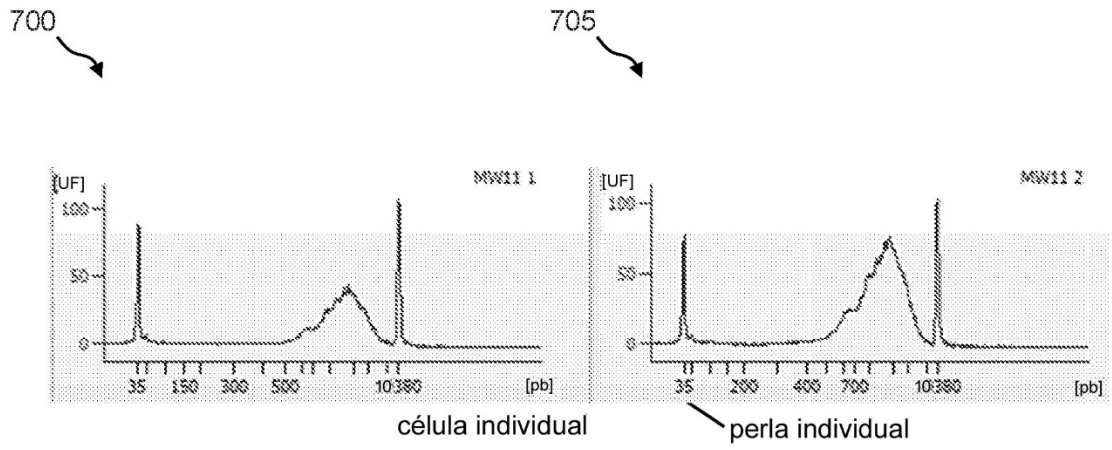 700
705
[UF]
MW11 1
100
50
0
35 150 300 500 10380 [pb]
[UF]
MW11 2
100
50
0
35 200 400 700 10380 [pb]
célula individual
perla individual